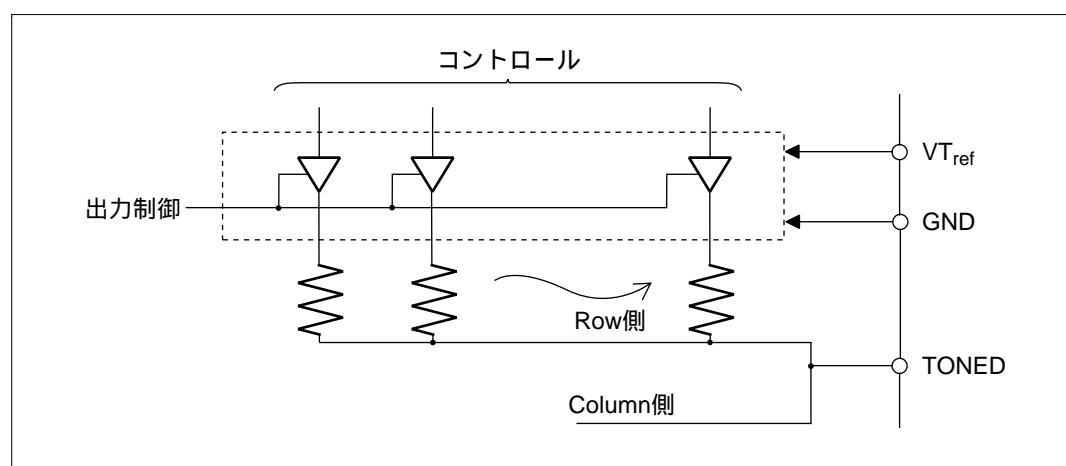 コントロール
VTref
出力制御
GND
Row側
TONED
Column側